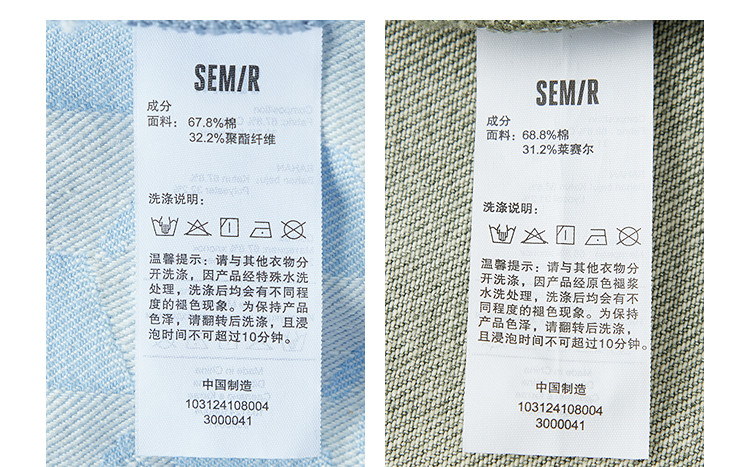 SEM/R
成分
面料：67.8%棉
32.2%聚酯纤维
洗涤说明：
温馨提示：请与其他衣物分
开洗涤，因产品经特殊水洗
处理，洗涤后均会有不同程
度的褪色现象。为保持产品
色泽，请翻转后洗涤，且浸
泡时间不可超过10分钟。
中国制造
103124108004
3000041
SEM/R
成分
面料：68.8%棉
31.2%莱赛尔
洗涤说明：
温馨提示：请与其他衣物分
开洗涤，因产品经原色褪浆
水洗处理，洗涤后均会有不同
程度的褪色现象。为保持
产品色泽，请翻转后洗涤，
且浸泡时间不可超过10分钟。
中国制造
103124108004
3000041